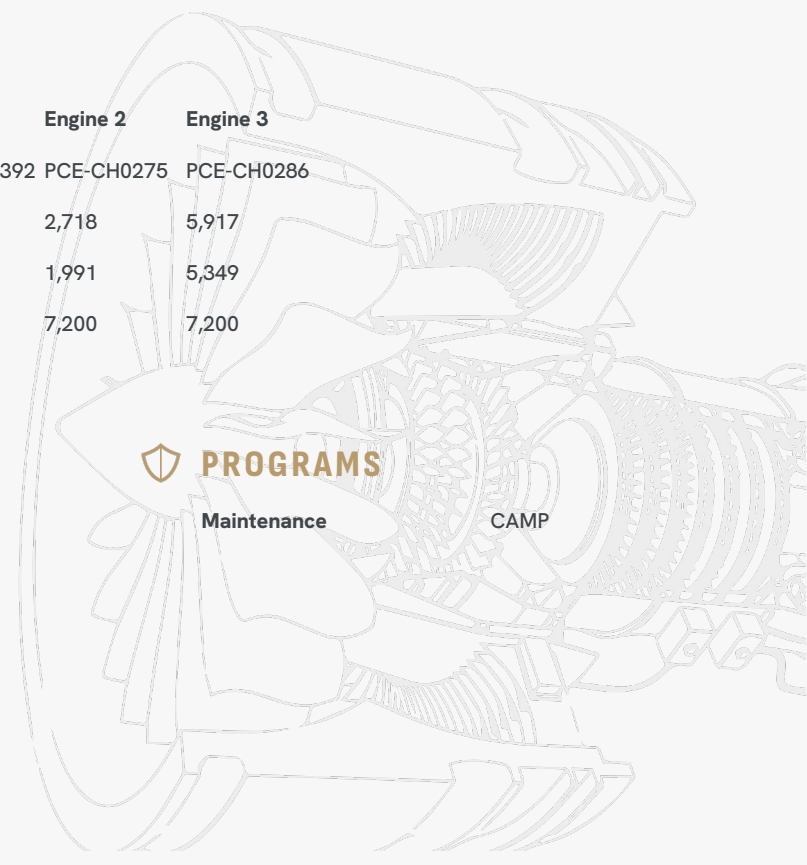 Engine 2 Engine 3
392 PCE-CH0275 PCE-CH0286
2,718 5,917
1,991 5,349
7,200 7,200
PROGRAMS
Maintenance CAMP